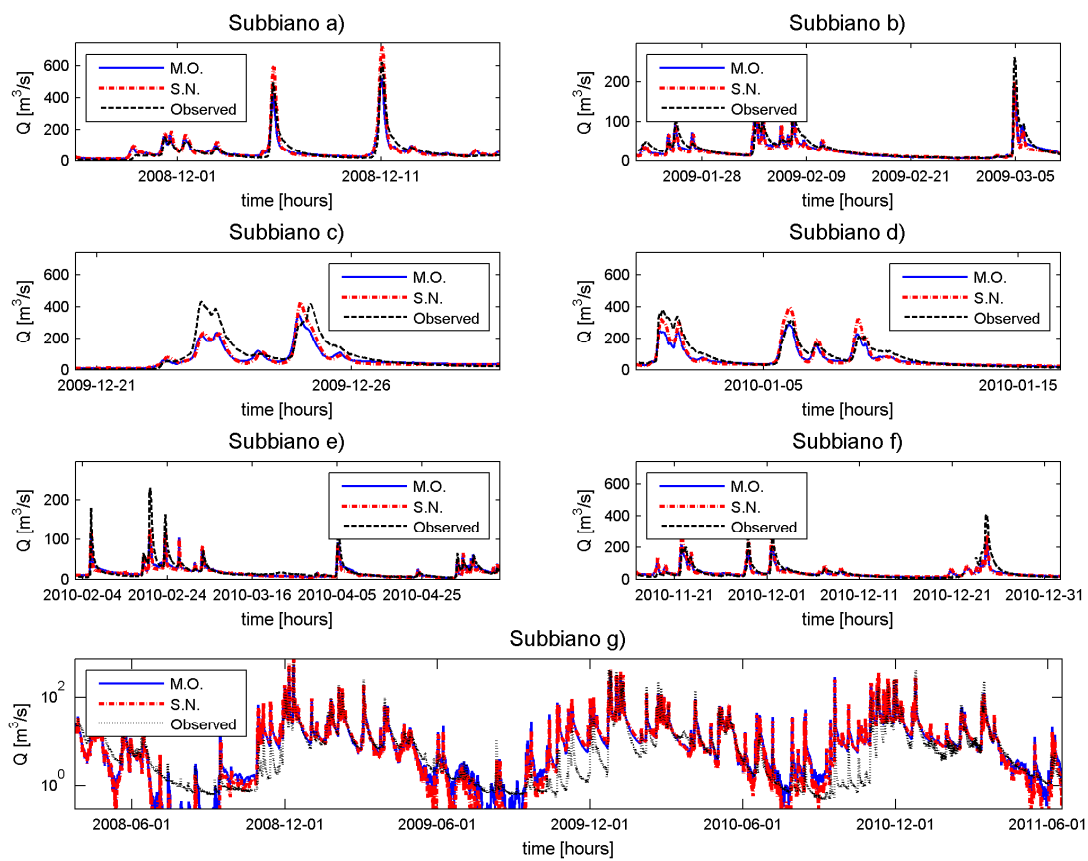 Subbiano a)
Q [m³/s]
600
400
200
0
M.O.
S.N.
Observed
2008-12-01
2008-12-11
time [hours]
Subbiano b)
Q [m³/s]
200
100
0
M.O.
S.N.
Observed
2009-01-28
2009-02-09
2009-02-21
2009-03-05
time [hours]
Subbiano c)
Q [m³/s]
600
400
200
0
M.O.
S.N.
Observed
2009-12-21
2009-12-26
time [hours]
Subbiano d)
Q [m³/s]
600
400
200
0
M.O.
S.N.
Observed
2010-01-05
2010-01-15
time [hours]
Subbiano e)
Q [m³/s]
200
100
0
M.O.
S.N.
Observed
2010-02-04
2010-02-24
2010-03-16
2010-04-05
2010-04-25
time [hours]
Subbiano f)
Q [m³/s]
600
400
200
0
M.O.
S.N.
Observed
2010-11-21
2010-12-01
2010-12-11
2010-12-21
2010-12-31
time [hours]
Subbiano g)
Q [m³/s]
10²
10⁰
M.O.
S.N.
Observed
2008-06-01
2008-12-01
2009-06-01
2009-12-01
2010-06-01
2010-12-01
2011-06-01
time [hours]